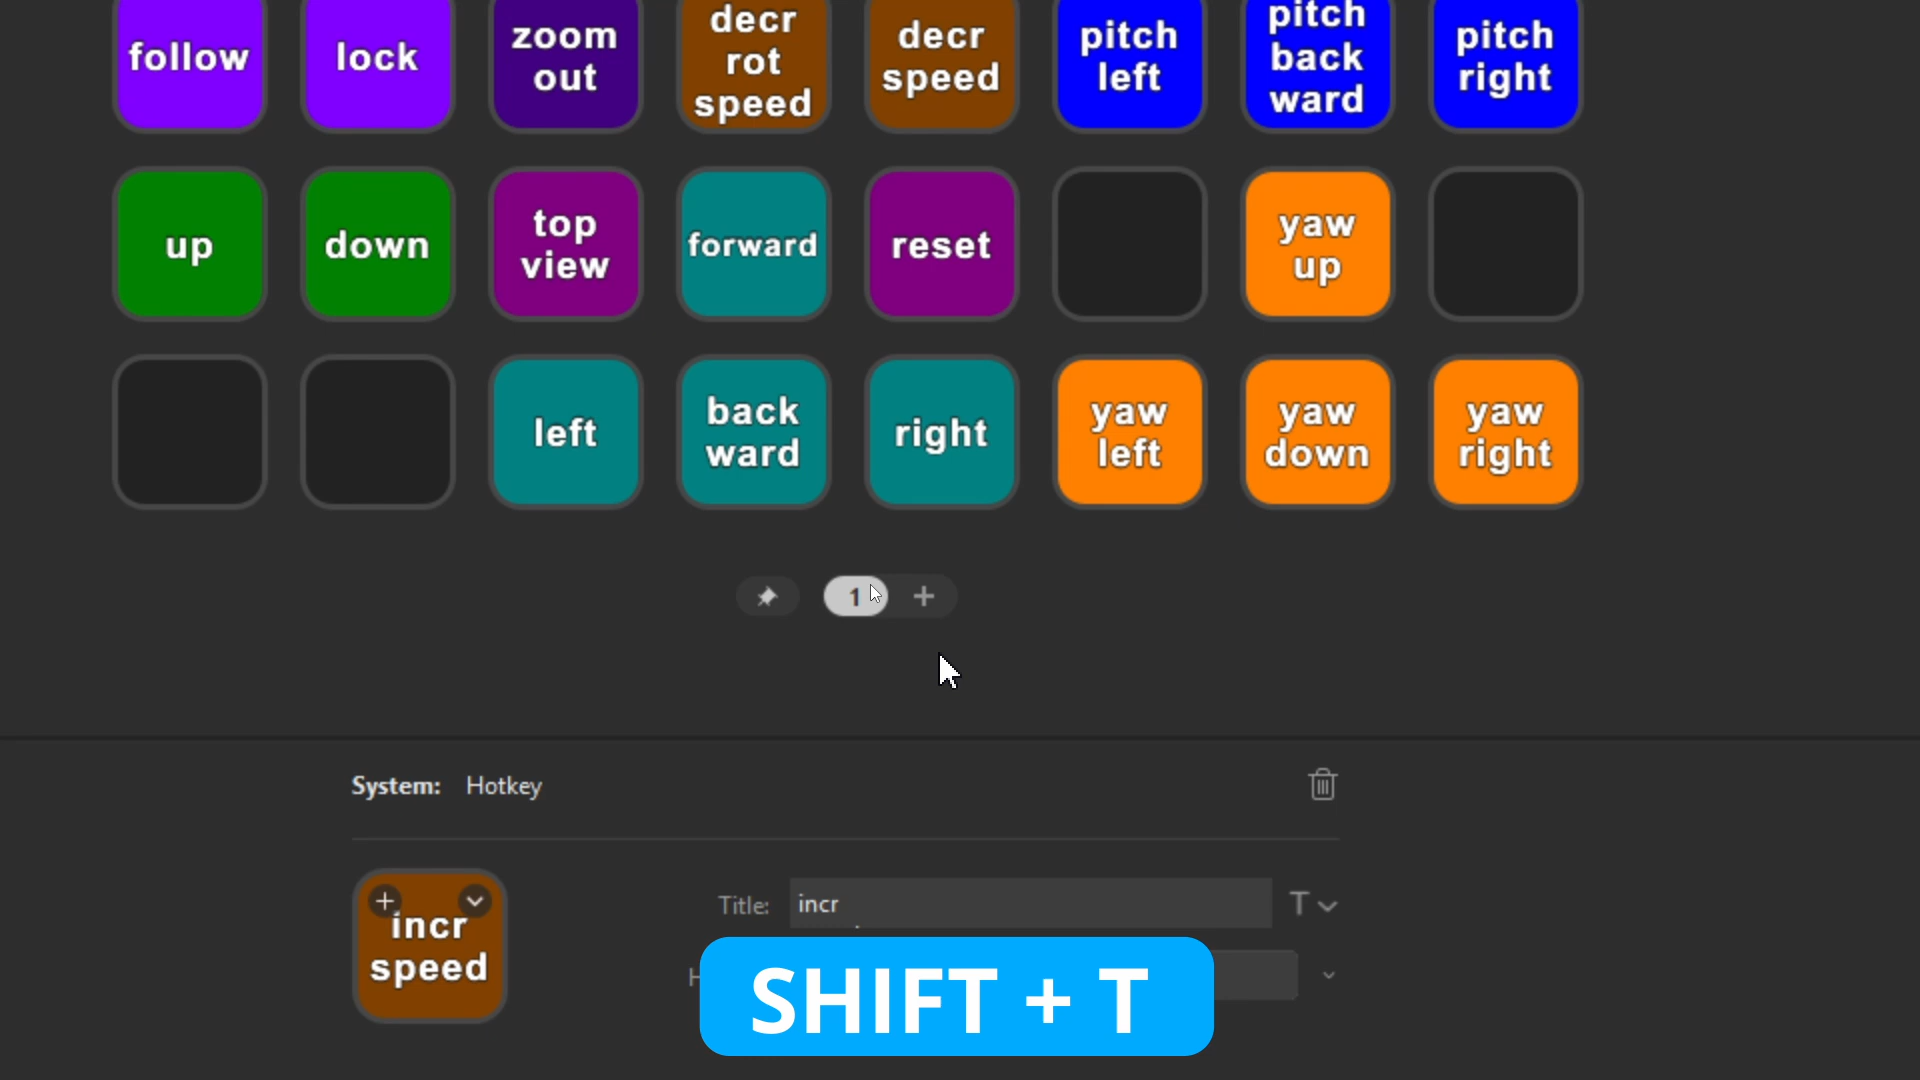 follow
lock
zoom
out
decr
rot
speed
decr
speed
pitch
left
pitch
back
ward
pitch
right
up
down
top
view
forward
reset
yaw
up
left
back
ward
right
yaw
left
yaw
down
yaw
right
1
System: Hotkey
incr
speed
Title: incr
T
SHIFT + T